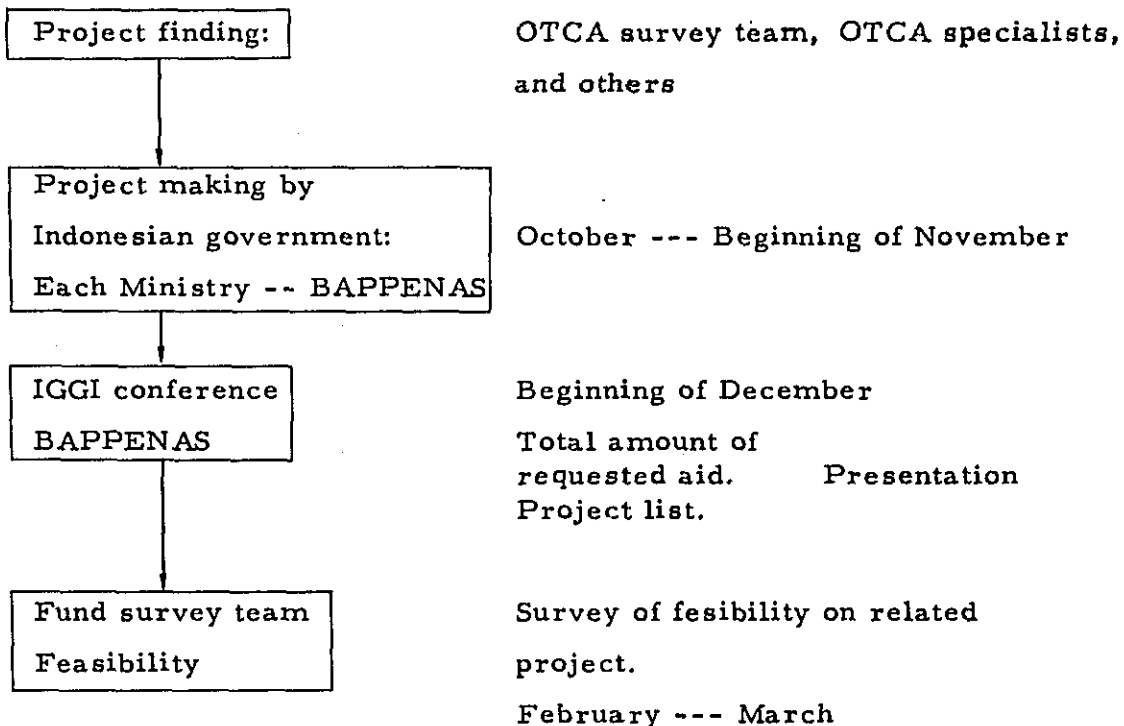 Project finding:
OTCA survey team, OTCA specialists,
and others
Project making by
Indonesian government:
Each Ministry -- BAPPENAS
October --- Beginning of November
IGGI conference
BAPPENAS
Beginning of December
Total amount of
requested aid. Presentation
Project list.
Fund survey team
Feasibility
Survey of fesibility on related
project.
February --- March